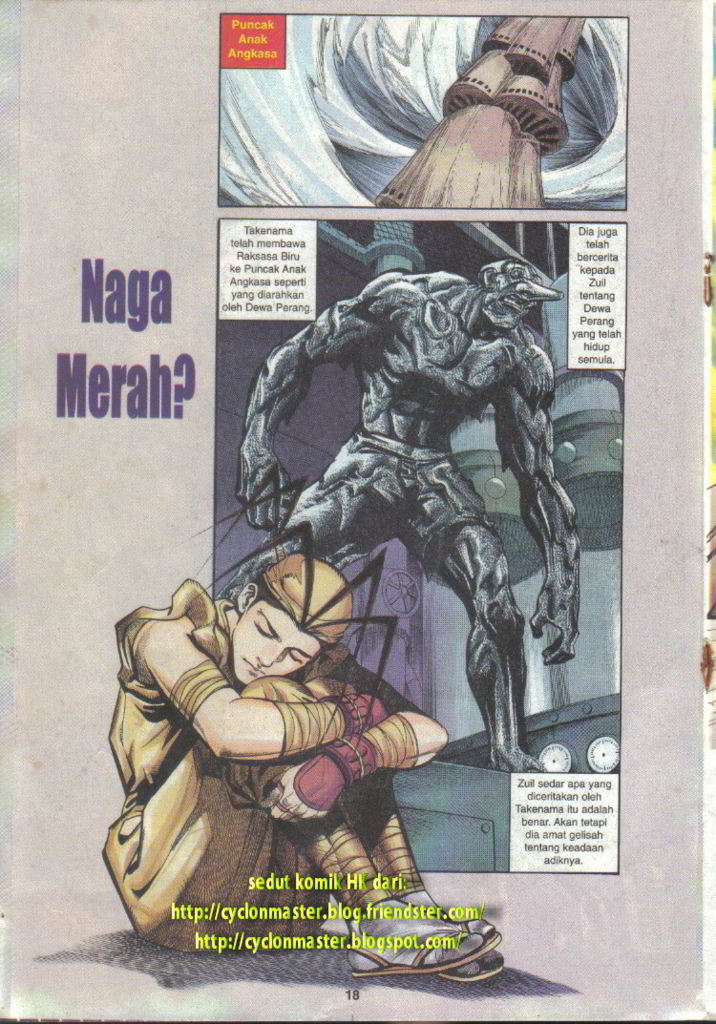 Puncak
Anak
Angkasa
Takenama
telah membawa
Raksasa Biru
ke Puncak Anak
Angkasa seperti
yang diarahkan
oleh Dewa Perang.
Dia juga
telah
bercerita
kepada
Zuil
tentang
Dewa
Perang
yang telah
hidup
semula.
Naga
Merah?
Zuil sedar apa yang
diceritakan oleh
Takenama itu adalah
benar. Akan tetapi
dia amat gelisah
tentang keadaan
adiknya.
sedut komik HK dari:
http://cyclonmaster.blog.friendster.com/
http://cyclonmaster.blogspot.com/
18